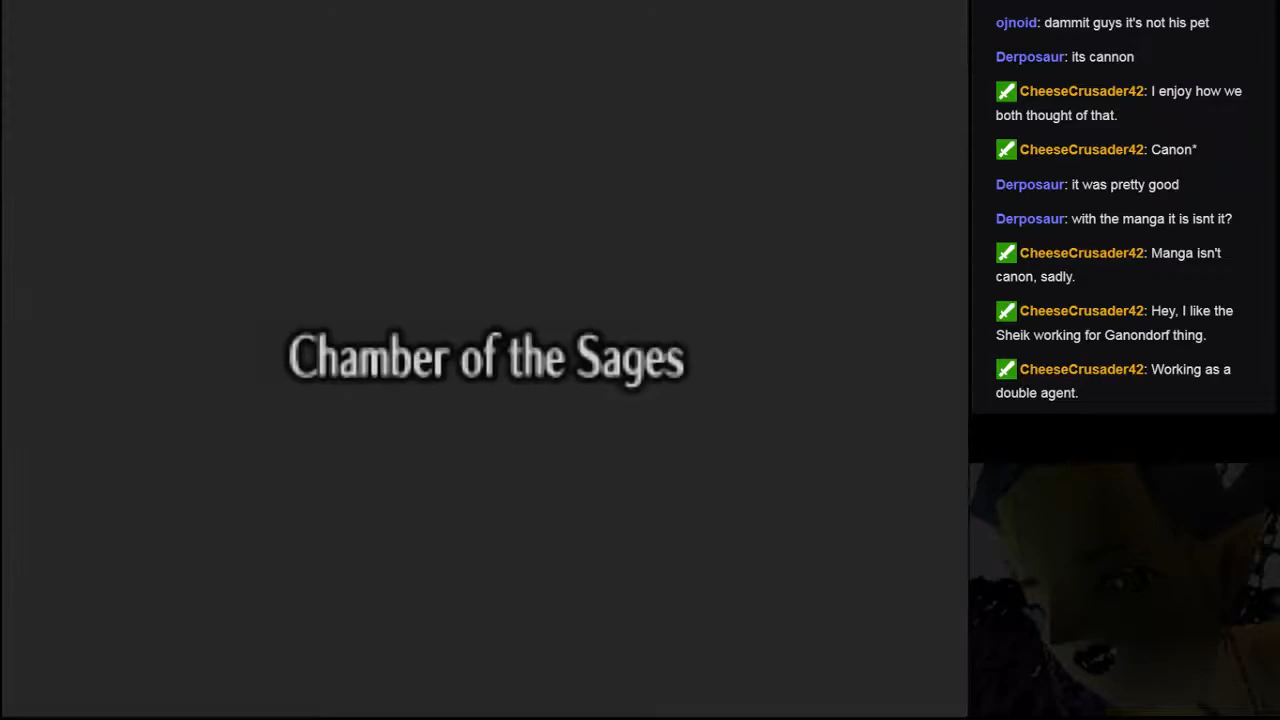 Chamber of the Sages
ojnoid: dammit guys it's not his pet
Derposaur: its cannon
CheeseCrusader42: I enjoy how we
both thought of that.
CheeseCrusader42: Canon*
Derposaur: it was pretty good
Derposaur: with the manga it is isnt it?
CheeseCrusader42: Manga isn't
canon, sadly.
CheeseCrusader42: Hey, I like the
Sheik working for Ganondorf thing.
CheeseCrusader42: Working as a
double agent.